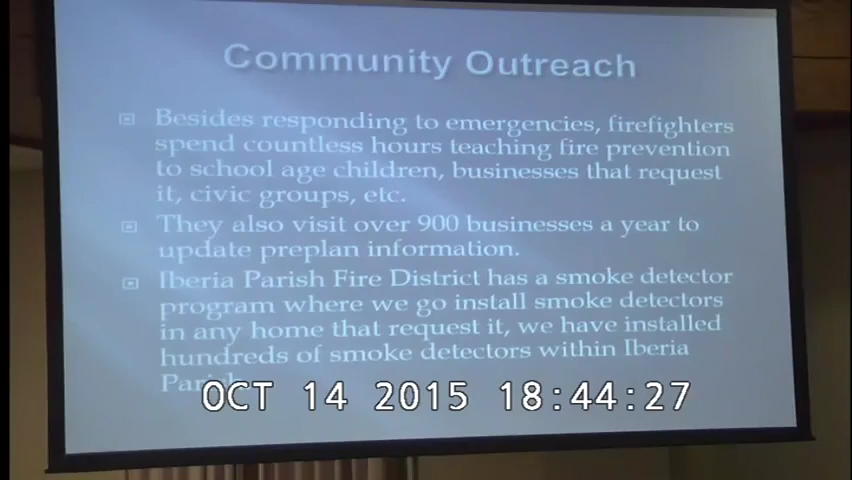 Community Outreach
Besides responding to emergencies, firefighters
spend countless hours teaching fire prevention
to school age children, businesses that request
it, civic groups, etc.
They also visit over 900 businesses a year to
update preplan information.
Iberia Parish Fire District has a smoke detector
program where we go install smoke detectors
in any home that request it, we have installed
hundreds of smoke detectors within Iberia
Parish.
OCT 14 2015 18:44:27